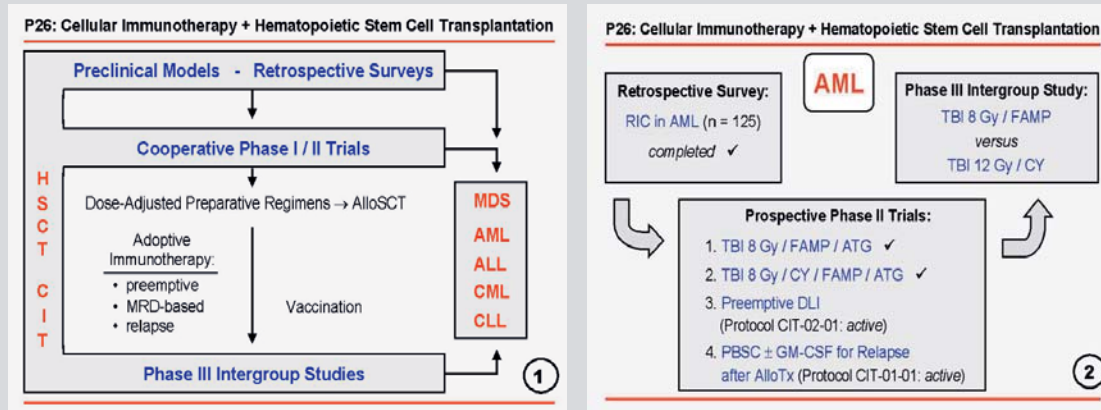 P26: Cellular Immunotherapy + Hematopoietic Stem Cell Transplantation
Preclinical Models - Retrospective Surveys
Cooperative Phase I / II Trials
HSCT CIT
Dose-Adjusted Preparative Regimens → AlloSCT
Adoptive
Immunotherapy:
• preemptive
• MRD-based
• relapse
Vaccination
MDS
AML
ALL
CML
CLL
Phase III Intergroup Studies
1
P26: Cellular Immunotherapy + Hematopoietic Stem Cell Transplantation
Retrospective Survey:
RIC in AML (n = 125)
completed ✓
AML
Phase III Intergroup Study:
TBI 8 Gy / FAMP
versus
TBI 12 Gy / CY
Prospective Phase II Trials:
1. TBI 8 Gy / FAMP / ATG ✓
2. TBI 8 Gy / CY / FAMP / ATG ✓
3. Preemptive DLI
(Protocol CIT-02-01: active)
4. PBSC ± GM-CSF for Relapse
after AlloTx (Protocol CIT-01-01: active)
2